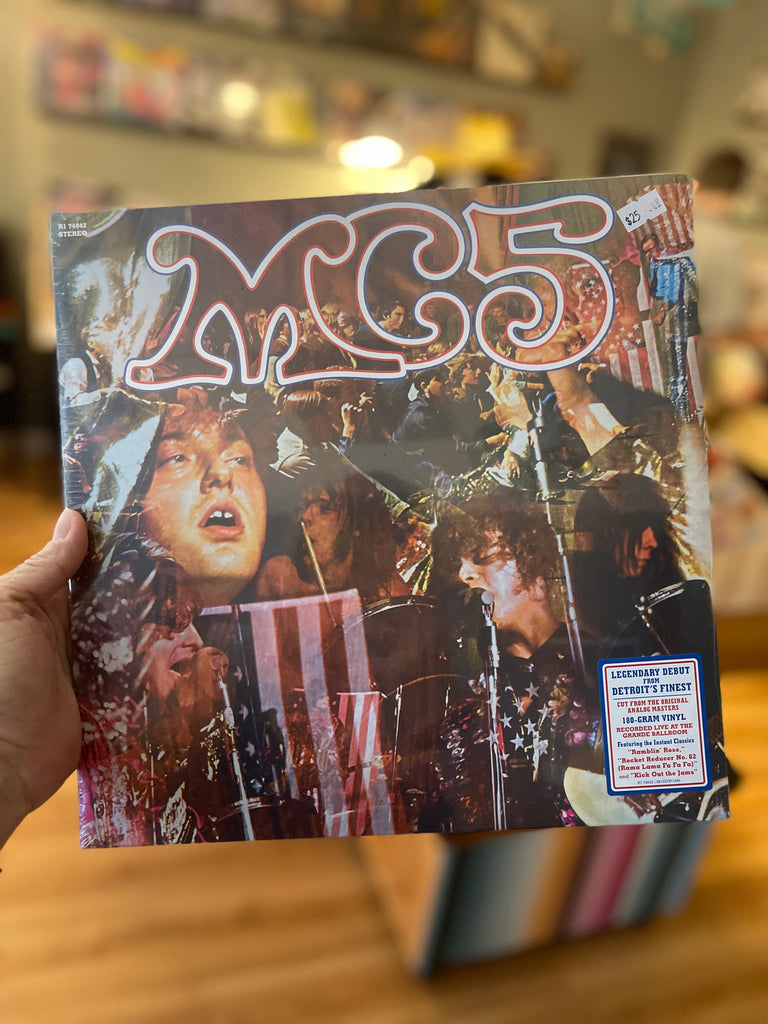 R1 74042
STEREO
MC5
$25
LEGENDARY DEBUT
FROM
DETROIT'S FINEST
CUT FROM THE ORIGINAL
ANALOG MASTERS
180-GRAM VINYL
RECORDED LIVE AT THE
GRANDE BALLROOM
Featuring the Instant Classics
"Ramblin' Rose,"
"Rocket Reducer No. 62
(Rama Lama Fa Fa Fa)"
and "Kick Out the Jams"